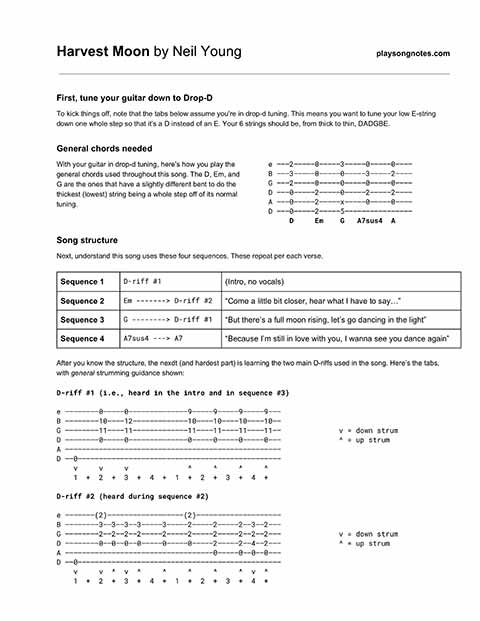 Harvest Moon by Neil Young
playsongnotes.com
First, tune your guitar down to Drop-D
To kick things off, note that the tabs below assume you're in drop-d tuning. This means you want to tune your low E-string
down one whole step so that it's a D instead of an E. Your 6 strings should be, from thick to thin, DADGBE.
General chords needed
With your guitar in drop-d tuning, here's how you play the
general chords used throughout this song. The D, Em, and
G are the ones that have a slightly different bent to do the
thickest (lowest) string being a whole step off of its normal
tuning.
e ---2-----0----3-----0-----0----
B ---3-----0----0-----3-----2----
G ---2-----0----0-----0-----2----
D ---0-----2----0-----2-----2----
A ---0-----2----x-----0-----0----
D ---0-----2----5----------------
D Em G A7sus4 A
Song structure
Next, understand this song uses these four sequences. These repeat per each verse.
Sequence 1 D-riff #1 (Intro, no vocals)
Sequence 2 Em --------> D-riff #2 "Come a little bit closer, hear what I have to say…"
Sequence 3 G --------> D-riff #1 "But there's a full moon rising, let's go dancing in the light"
Sequence 4 A7sus4 ---> A7 "Because I'm still in love with you, I wanna see you dance again"
After you know the structure, the nexdt (and hardest part) is learning the two main D-riffs used in the song. Here's the tabs,
with general strumming guidance shown:
D-riff #1 (i.e., heard in the intro and in sequence #3)
e --------0----0--------------9-----9----9---9---
B --------10---12-------------10----10---10--10--
G --------11---11-------------11----11---11--11--
D --------0----0--------------0-----0----0---0---
A -----------------------------------------------
D --0--------------------------------------------
v v v ^ ^ ^ ^
1 + 2 + 3 + 4 + 1 + 2 + 3 + 4 +
v = down strum
^ = up strum
D-riff #2 (heard during sequence #2)
e -------(2)-----------------(2)-----------------
B --------3--3--3--3-----3-----2-----2-----2--3--2---
G --------2--2--2--2-----2-----2-----2-----2--2--2---
D --------0--0--0--0-----0-----0-----2-----2--4--2---
A -----------------------------------0-----0--0--0---
D --0--------------------------------------------
v v ^ v ^ ^ ^ ^ ^ v ^
1 + 2 + 3 + 4 + 1 + 2 + 3 + 4 +
v = down strum
^ = up strum